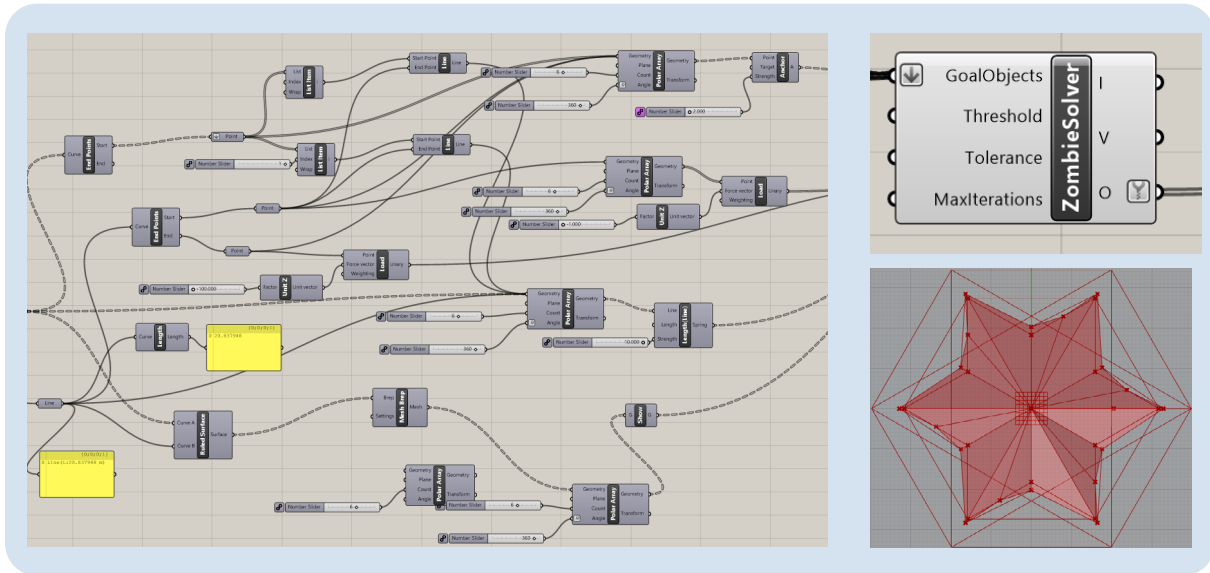 List
Index
Wrap
List Item
Start Point
End Point
Line
Number Slider
6
Geometry
Plane
Count
Angle
Polar Array
Geometry
Transform
Point
Target
Strength
Anchor
A
Number Slider
360
Number Slider
2.000
Curve
End Points
Start
End
Point
Number Slider
List
Index
Wrap
List Item
Start Point
End Point
Line
Line
Number Slider
6
Geometry
Plane
Count
Angle
Polar Array
Geometry
Transform
Point
Force vector
Weighting
Load
Unary
Number Slider
360
Number Slider
-1.000
Factor
Unit Z
Unit vector
Curve
End Points
Start
End
Point
Point
Point
Force vector
Weighting
Load
Unary
Number Slider
-100.000
Factor
Unit Z
Unit vector
Number Slider
6
Geometry
Plane
Count
Angle
Polar Array
Geometry
Transform
Line
Length
Strength
Length(Line)
Spring
Number Slider
360
Number Slider
10.000
Curve
Length
Length
{0;0;0;1}
0 20.837948
Line
Curve A
Curve B
Ruled Surface
Surface
Brep
Settings
Mesh Brep
Mesh
G
Show
G
{0;0;0;1}
0 Line(L:20.837948 m)
Number Slider
6
Geometry
Plane
Count
Angle
Polar Array
Geometry
Transform
Number Slider
6
Number Slider
360
Geometry
Plane
Count
Angle
Polar Array
Geometry
Transform
GoalObjects
Threshold
Tolerance
MaxIterations
ZombieSolver
I
V
O